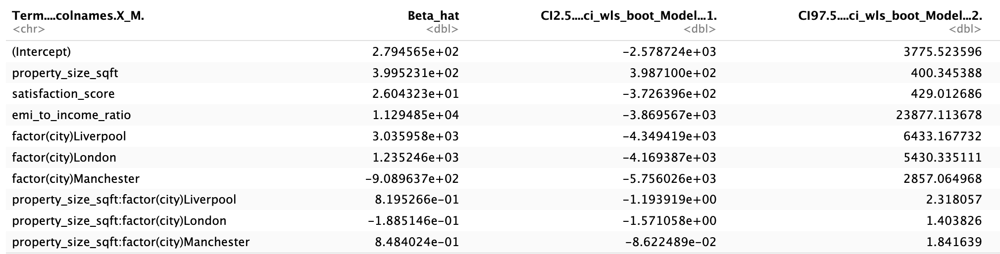 Term....colnames.X_M. Beta_hat CI2.5....ci_wls_boot_Model...1. CI97.5....ci_wls_boot_Model...2.
<chr> <dbl> <dbl> <dbl>
(Intercept) 2.794565e+02 -2.578724e+03 3775.523596
property_size_sqft 3.995231e+02 3.987100e+02 400.345388
satisfaction_score 2.604323e+01 -3.726396e+02 429.012686
emi_to_income_ratio 1.129485e+04 -3.869567e+03 23877.113678
factor(city)Liverpool 3.035958e+03 -4.349419e+03 6433.167732
factor(city)London 1.235246e+03 -4.169387e+03 5430.335111
factor(city)Manchester -9.089637e+02 -5.756026e+03 2857.064968
property_size_sqft:factor(city)Liverpool 8.195266e-01 -1.193919e+00 2.318057
property_size_sqft:factor(city)London -1.885146e-01 -1.571058e+00 1.403826
property_size_sqft:factor(city)Manchester 8.484024e-01 -8.622489e-02 1.841639